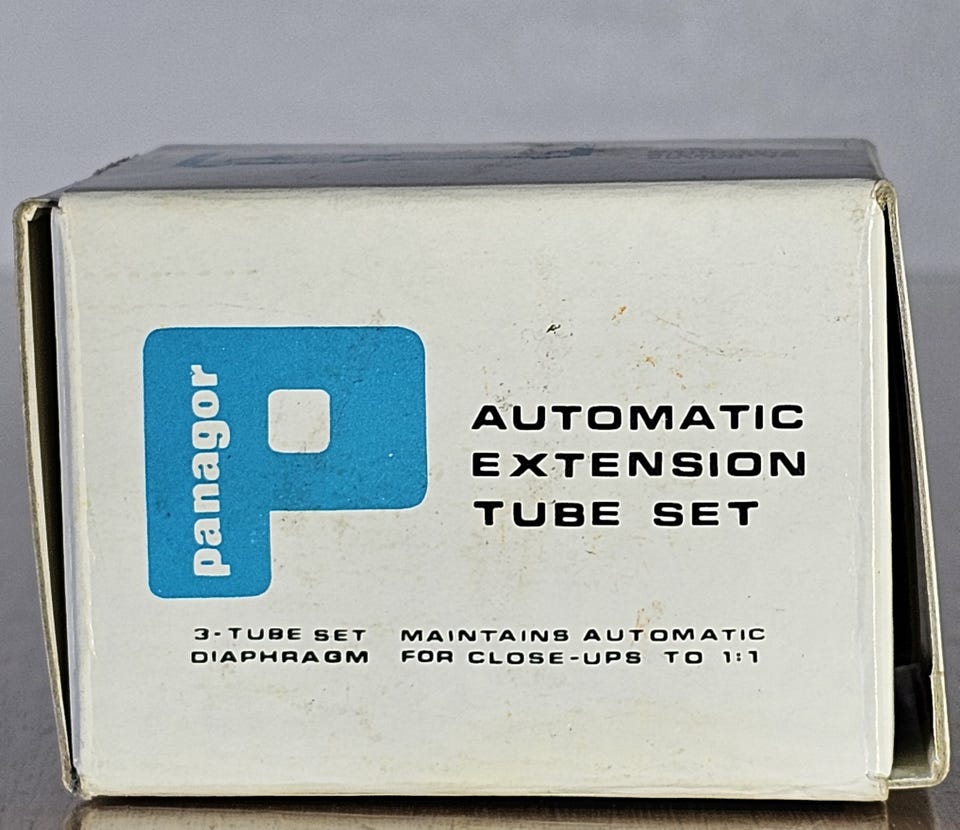 panagor
AUTOMATIC
EXTENSION
TUBE SET
3-TUBE SET MAINTAINS AUTOMATIC
DIAPHRAGM FOR CLOSE-UPS TO 1:1